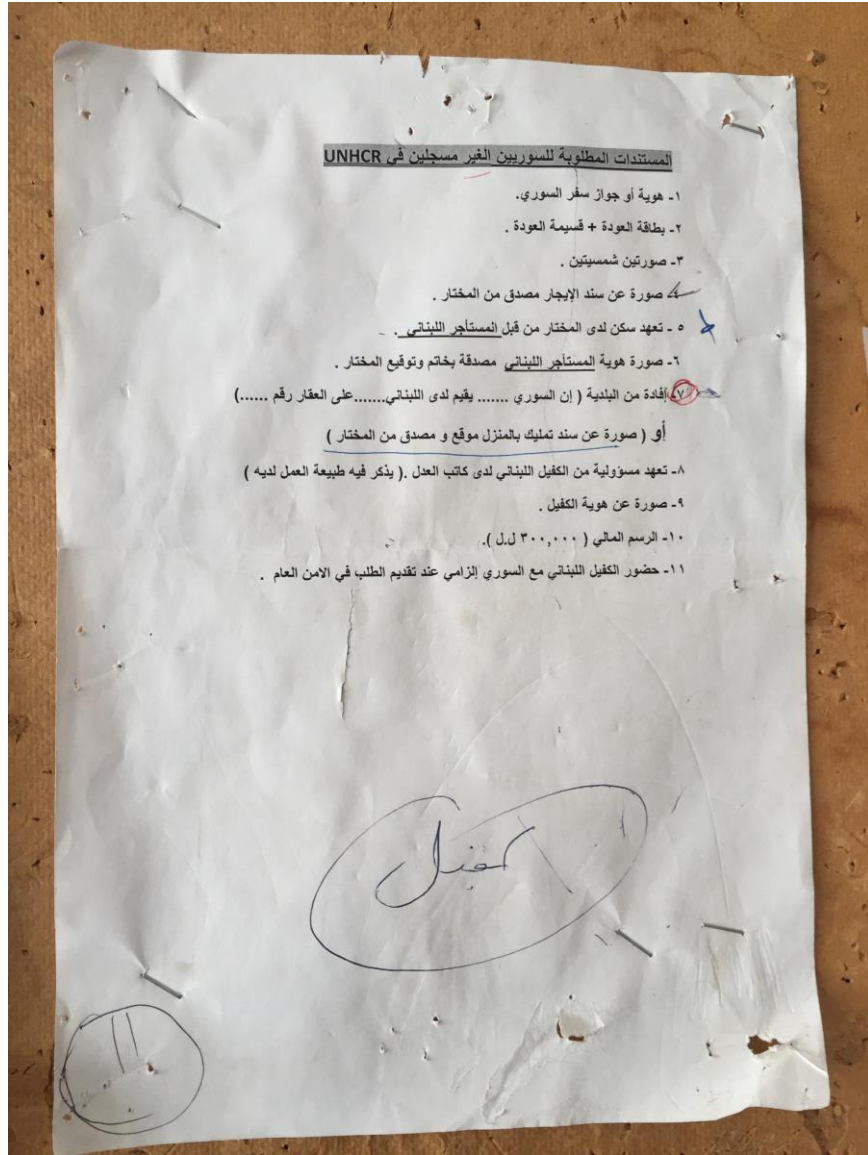 المستندات المطلوبة للسوريين الغير مسجلين في UNHCR
١- هوية أو جواز سفر السوري.
٢- بطاقة العودة + قسيمة العودة .
٣- صورتين شمسيتين .
٤- صورة عن سند الإيجار مصدق من المختار .
٥ - تعهد سكن لدى المختار من قبل المستأجر اللبناني .
٦- صورة هوية المستأجر اللبناني مصدقة بخاتم وتوقيع المختار .
٧- إفادة من البلدية ( إن السوري ....... يقيم لدى اللبناني.......على العقار رقم ......)
أو ( صورة عن سند تمليك بالمنزل موقع و مصدق من المختار )
٨- تعهد مسؤولية من الكفيل اللبناني لدى كاتب العدل .( يذكر فيه طبيعة العمل لديه )
٩- صورة عن هوية الكفيل .
١٠- الرسم المالي ( ٣٠٠,٠٠٠ ل.ل ).
١١- حضور الكفيل اللبناني مع السوري إلزامي عند تقديم الطلب في الامن العام .
كفيل
11